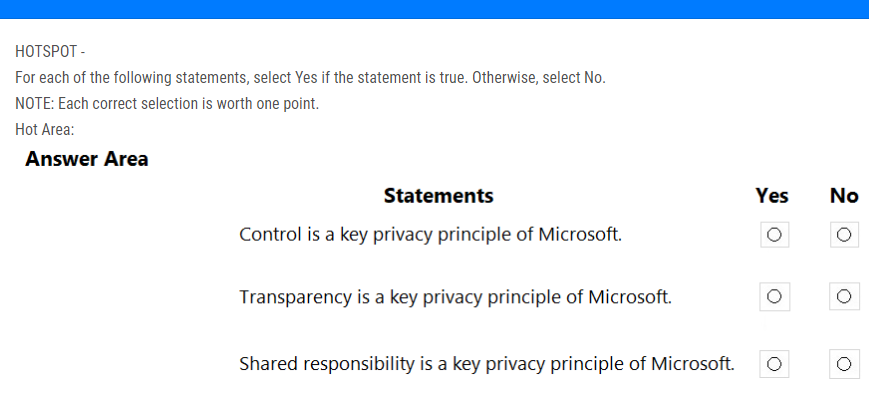 HOTSPOT -
For each of the following statements, select Yes if the statement is true. Otherwise, select No.
NOTE: Each correct selection is worth one point.
Hot Area:
Answer Area
Statements Yes No
Control is a key privacy principle of Microsoft.
Transparency is a key privacy principle of Microsoft.
Shared responsibility is a key privacy principle of Microsoft.